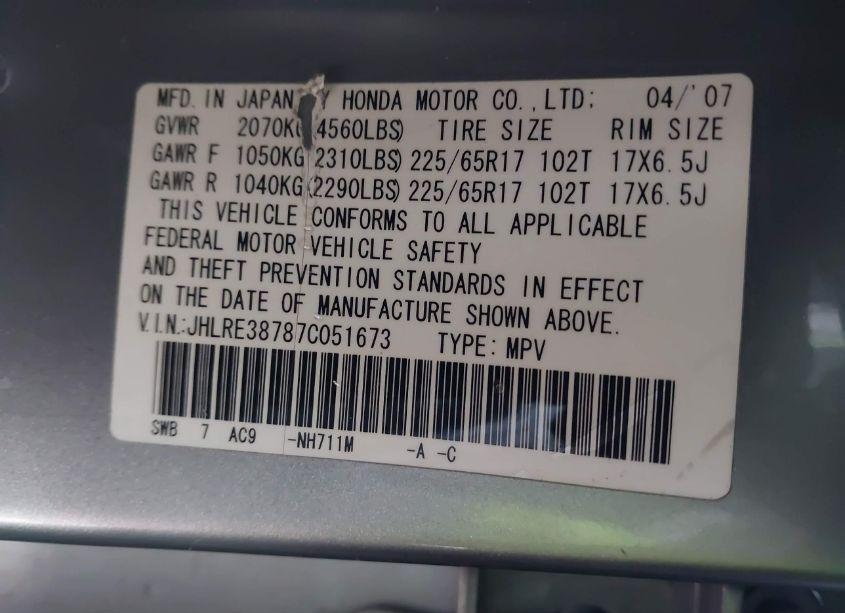 MFD. IN JAPAN BY HONDA MOTOR CO.,LTD: 04/'07
GVWR 2070KG(4560LBS) TIRE SIZE RIM SIZE
GAWR F 1050KG(2310LBS) 225/65R17 102T 17X6.5J
GAWR R 1040KG(2290LBS) 225/65R17 102T 17X6.5J
THIS VEHICLE CONFORMS TO ALL APPLICABLE
FEDERAL MOTOR VEHICLE SAFETY
AND THEFT PREVENTION STANDARDS IN EFFECT
ON THE DATE OF MANUFACTURE SHOWN ABOVE.
V.I.N.:JHLRE38787C051673 TYPE:MPV
SWB 7 AC9 -NH711M -A -C